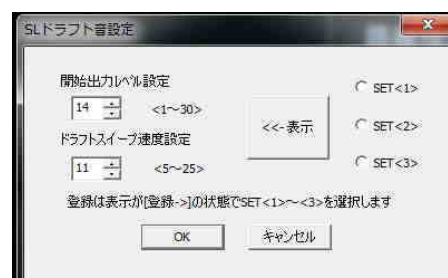 SLドラフト音設定
開始出力レベル設定
14 <1～30>
ドラフトスイープ速度設定
11 <5～25>
<<-表示
SET<1>
SET<2>
SET<3>
登録は表示が[登録->]の状態でSET<1>～<3>を選択します
OK キャンセル